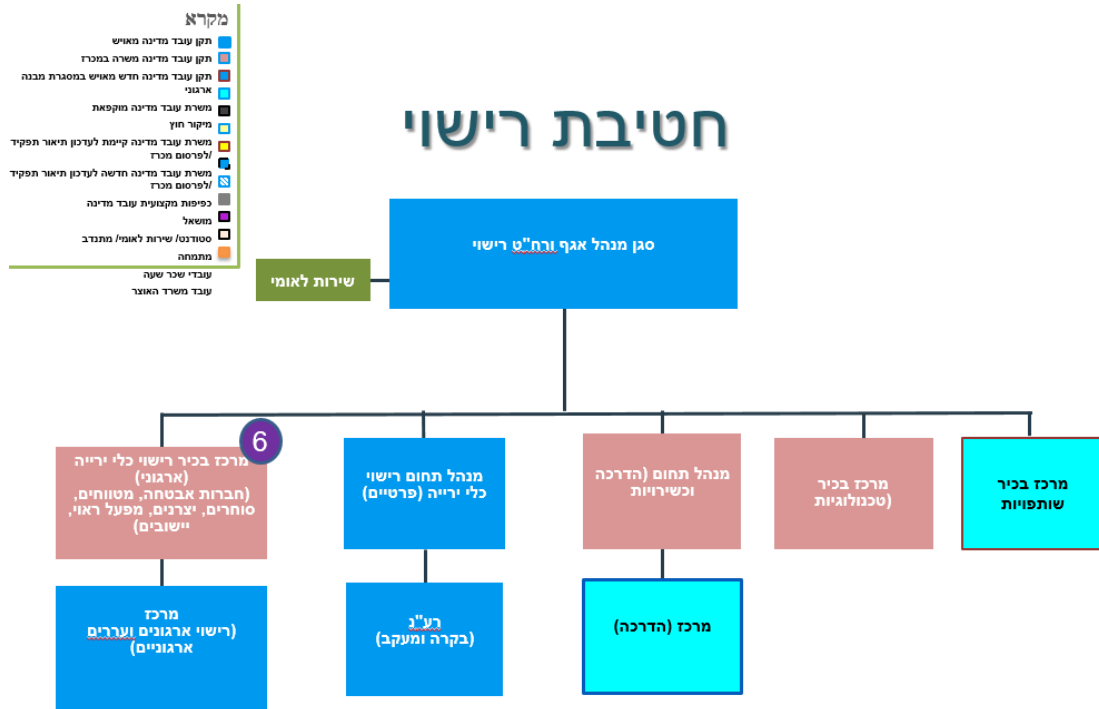 מקרא
תקן עובד מדינה מאויש
תקן עובד מדינה משרה במכרז
תקן עובד מדינה חדש מאויש במסגרת מבנה
ארגוני
משרת עובד מדינה מוקפאת
מיקור חוץ
משרת עובד מדינה קיימת לעדכון תיאור תפקיד
/לפרסום מכרז
משרת עובד מדינה חדשה לעדכון תיאור תפקיד
/לפרסום מכרז
כפיפות מקצועית עובד מדינה
מושאל
סטודנט/ שירות לאומי/ מתנדב
מתמחה
עובדי שכר שעה
עובד משרד האוצר
חטיבת רישוי
סגן מנהל אגף ורח"ט רישוי
שירות לאומי
מרכז בכיר
שותפויות
מרכז בכיר
(טכנולוגיות
מנהל תחום (הדרכה
וכשירויות
מנהל תחום רישוי
כלי ירייה (פרטיים)
6
מרכז בכיר רישוי כלי ירייה
(ארגוני)
(חברות אבטחה, מטווחים,
סוחרים, יצרנים, מפעל ראוי,
יישובים)
מרכז (הדרכה)
רע"נ
(בקרה ומעקב)
מרכז
(רישוי ארגונים ועררים
ארגוניים)